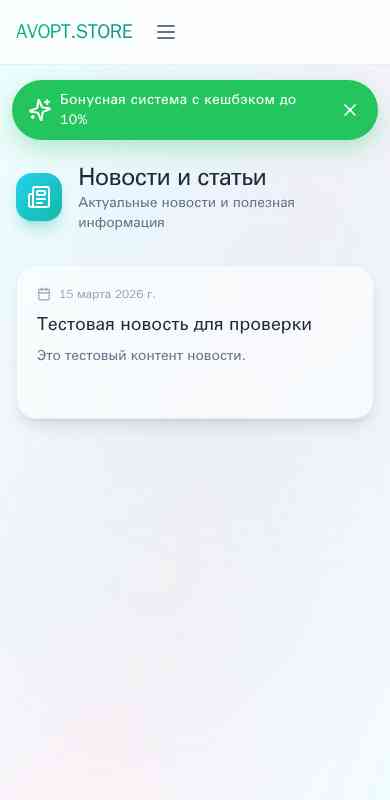 AVOPT.STORE
Бонусная система с кешбэком до
10%
Новости и статьи
Актуальные новости и полезная
информация
15 марта 2026 г.
Тестовая новость для проверки
Это тестовый контент новости.